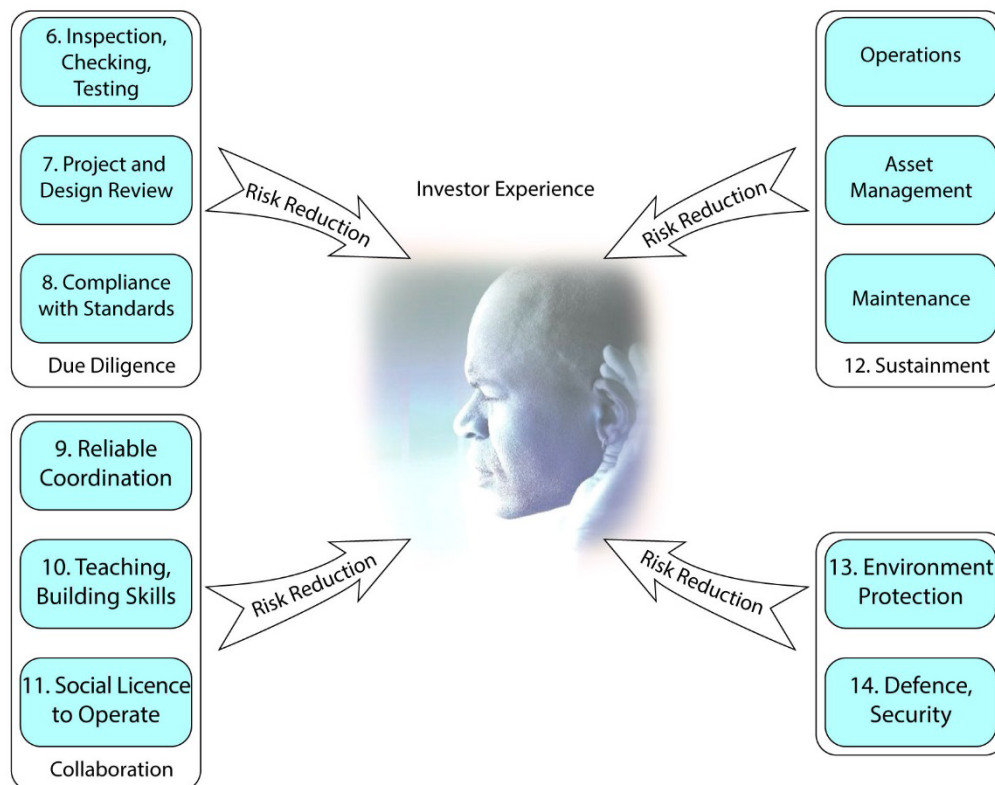 6. Inspection,
Checking,
Testing
7. Project and
Design Review
8. Compliance
with Standards
Due Diligence
Risk Reduction
9. Reliable
Coordination
10. Teaching,
Building Skills
11. Social Licence
to Operate
Collaboration
Risk Reduction
Investor Experience
Operations
Asset
Management
Maintenance
12. Sustainment
Risk Reduction
13. Environment
Protection
14. Defence,
Security
Risk Reduction